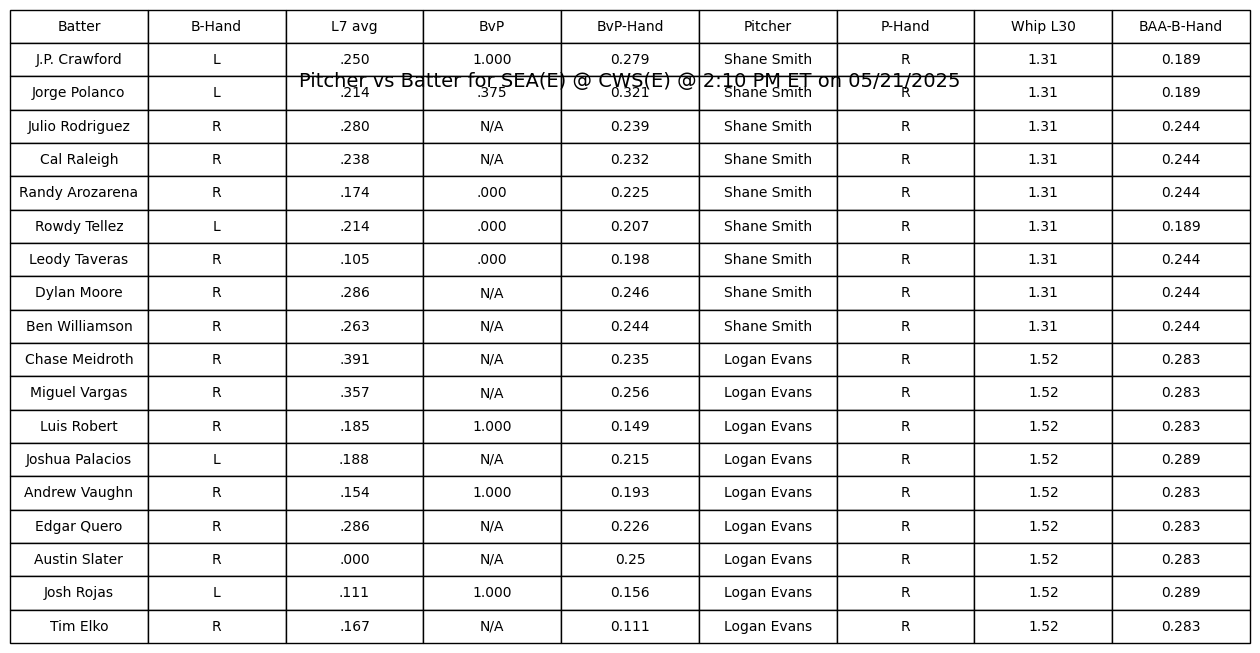 Batter B-Hand L7 avg BvP BvP-Hand Pitcher P-Hand Whip L30 BAA-B-Hand
J.P. Crawford L .250 1.000 0.279 Shane Smith R 1.31 0.189
Pitcher vs Batter for SEA(E) @ CWS(E) @ 2:10 PM ET on 05/21/2025
Jorge Polanco L .214 .375 0.321 Shane Smith R 1.31 0.189
Julio Rodriguez R .280 N/A 0.239 Shane Smith R 1.31 0.244
Cal Raleigh R .238 N/A 0.232 Shane Smith R 1.31 0.244
Randy Arozarena R .174 .000 0.225 Shane Smith R 1.31 0.244
Rowdy Tellez L .214 .000 0.207 Shane Smith R 1.31 0.189
Leody Taveras R .105 .000 0.198 Shane Smith R 1.31 0.244
Dylan Moore R .286 N/A 0.246 Shane Smith R 1.31 0.244
Ben Williamson R .263 N/A 0.244 Shane Smith R 1.31 0.244
Chase Meidroth R .391 N/A 0.235 Logan Evans R 1.52 0.283
Miguel Vargas R .357 N/A 0.256 Logan Evans R 1.52 0.283
Luis Robert R .185 1.000 0.149 Logan Evans R 1.52 0.283
Joshua Palacios L .188 N/A 0.215 Logan Evans R 1.52 0.289
Andrew Vaughn R .154 1.000 0.193 Logan Evans R 1.52 0.283
Edgar Quero R .286 N/A 0.226 Logan Evans R 1.52 0.283
Austin Slater R .000 N/A 0.25 Logan Evans R 1.52 0.283
Josh Rojas L .111 1.000 0.156 Logan Evans R 1.52 0.289
Tim Elko R .167 N/A 0.111 Logan Evans R 1.52 0.283